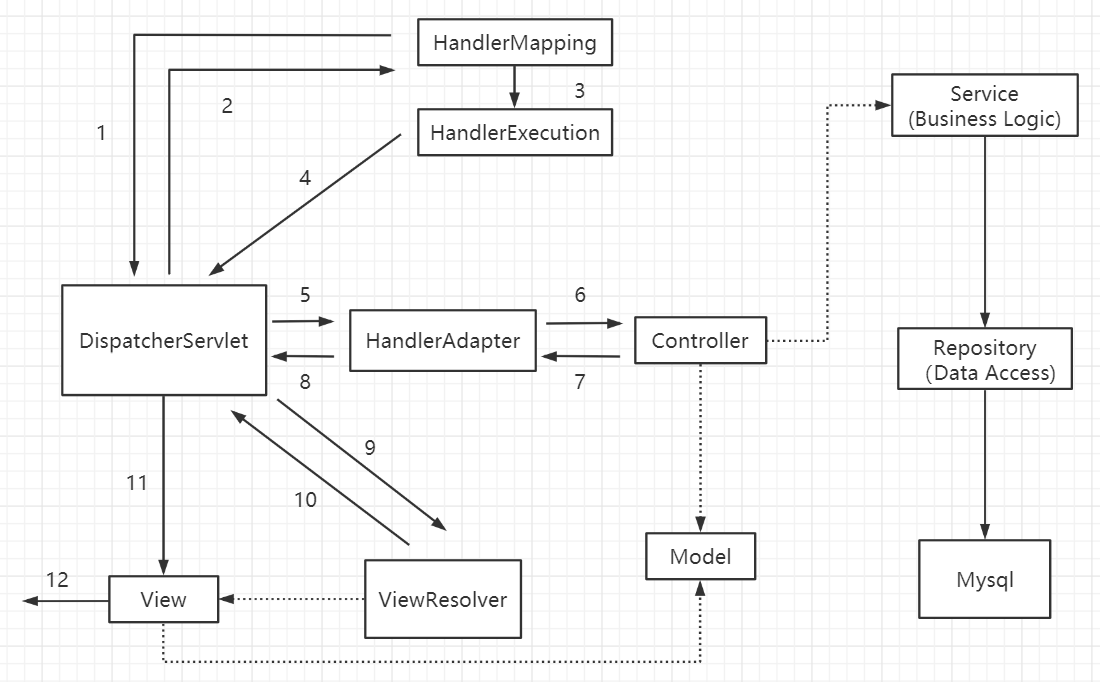 HandlerMapping
1
2
3
HandlerExecution
4
Service
(Business Logic)
DispatcherServlet
5
HandlerAdapter
6
Controller
8
7
Repository
(Data Access)
9
10
11
12
View
ViewResolver
Model
Mysql